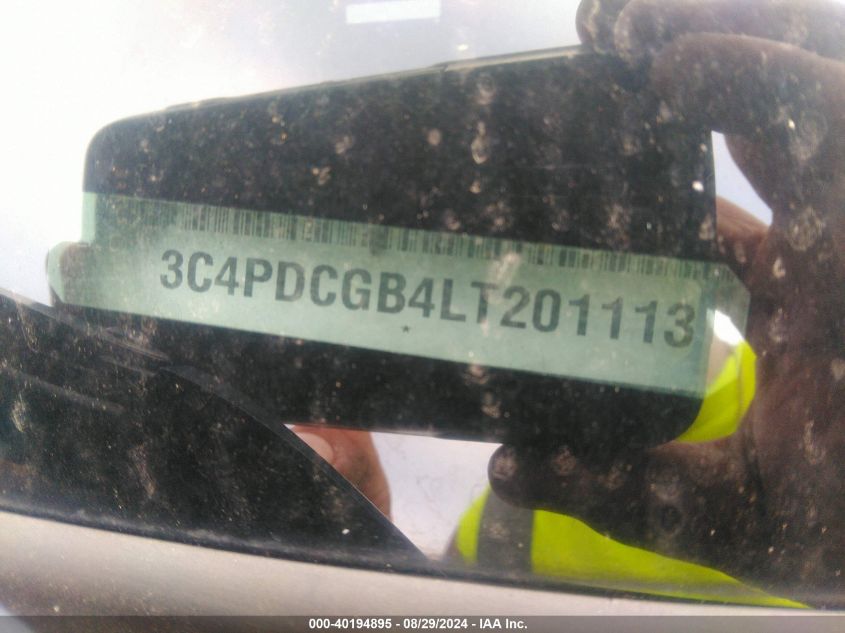 3C4PDCGB4LT201113
*
000-40194895 - 08/29/2024 - IAA Inc.